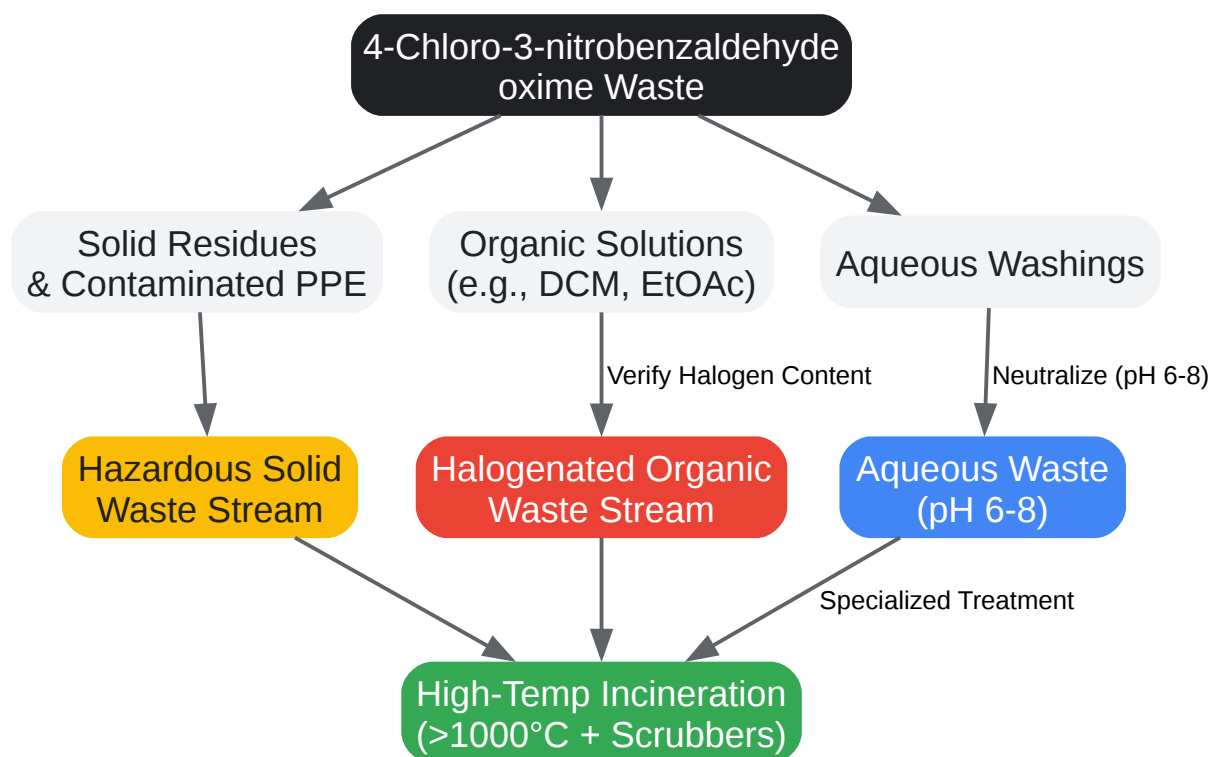 4-Chloro-3-nitrobenzaldehyde
oxime Waste
Solid Residues
& Contaminated PPE
Organic Solutions
(e.g., DCM, EtOAc)
Aqueous Washings
Verify Halogen Content
Neutralize (pH 6-8)
Hazardous Solid
Waste Stream
Halogenated Organic
Waste Stream
Aqueous Waste
(pH 6-8)
Specialized Treatment
High-Temp Incineration
(>1000°C + Scrubbers)